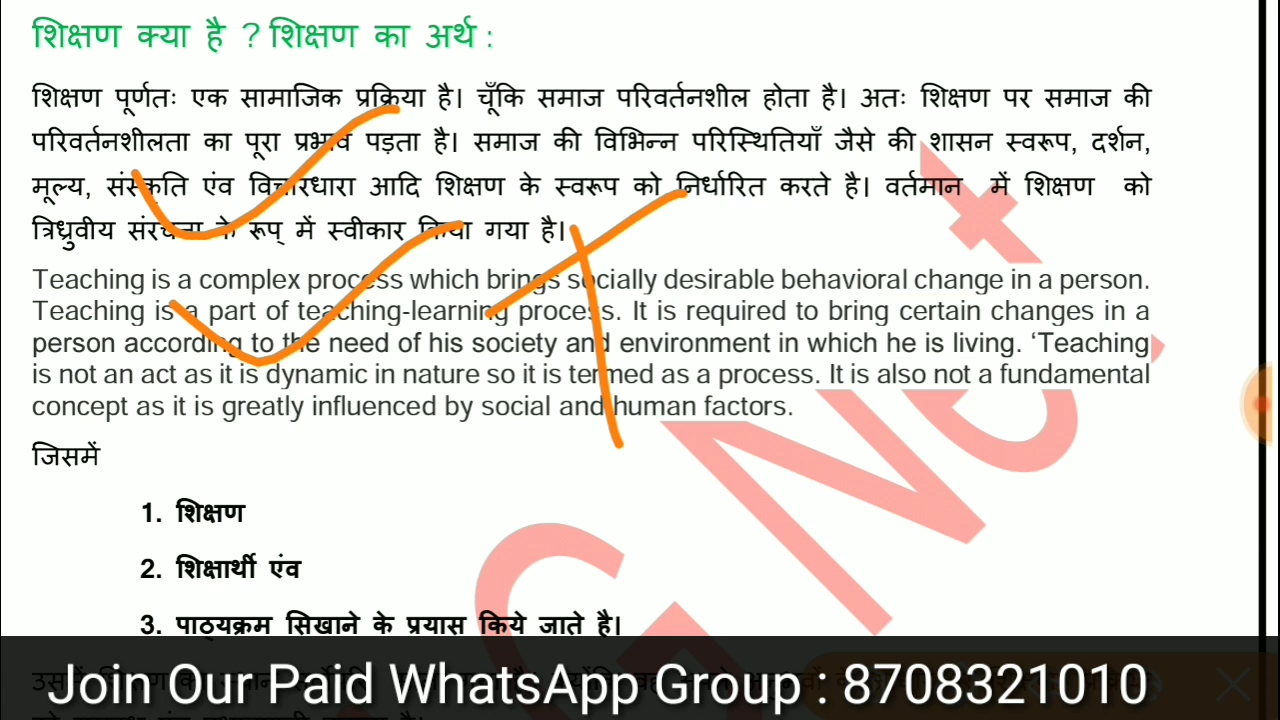 शिक्षण क्या है ? शिक्षण का अर्थ :
शिक्षण पूर्णतः एक सामाजिक प्रक्रिया है। चूँकि समाज परिवर्तनशील होता है। अतः शिक्षण पर समाज की
परिवर्तनशीलता का पूरा प्रभाव पड़ता है। समाज की विभिन्न परिस्थितियाँ जैसे की शासन स्वरूप, दर्शन,
मूल्य, संस्कृति एंव विचारधारा आदि शिक्षण के स्वरूप को निर्धारित करते है। वर्तमान में शिक्षण को
त्रिध्रुवीय संरचना के रूप् में स्वीकार किया गया है।
Teaching is a complex process which brings socially desirable behavioral change in a person.
Teaching is a part of teaching-learning process. It is required to bring certain changes in a
person according to the need of his society and environment in which he is living. ‘Teaching
is not an act as it is dynamic in nature so it is termed as a process. It is also not a fundamental
concept as it is greatly influenced by social and human factors.
जिसमें
1. शिक्षण
2. शिक्षार्थी एंव
3. पाठ्यक्रम सिखाने के प्रयास किये जाते है।
Join Our Paid WhatsApp Group : 8708321010
G Net